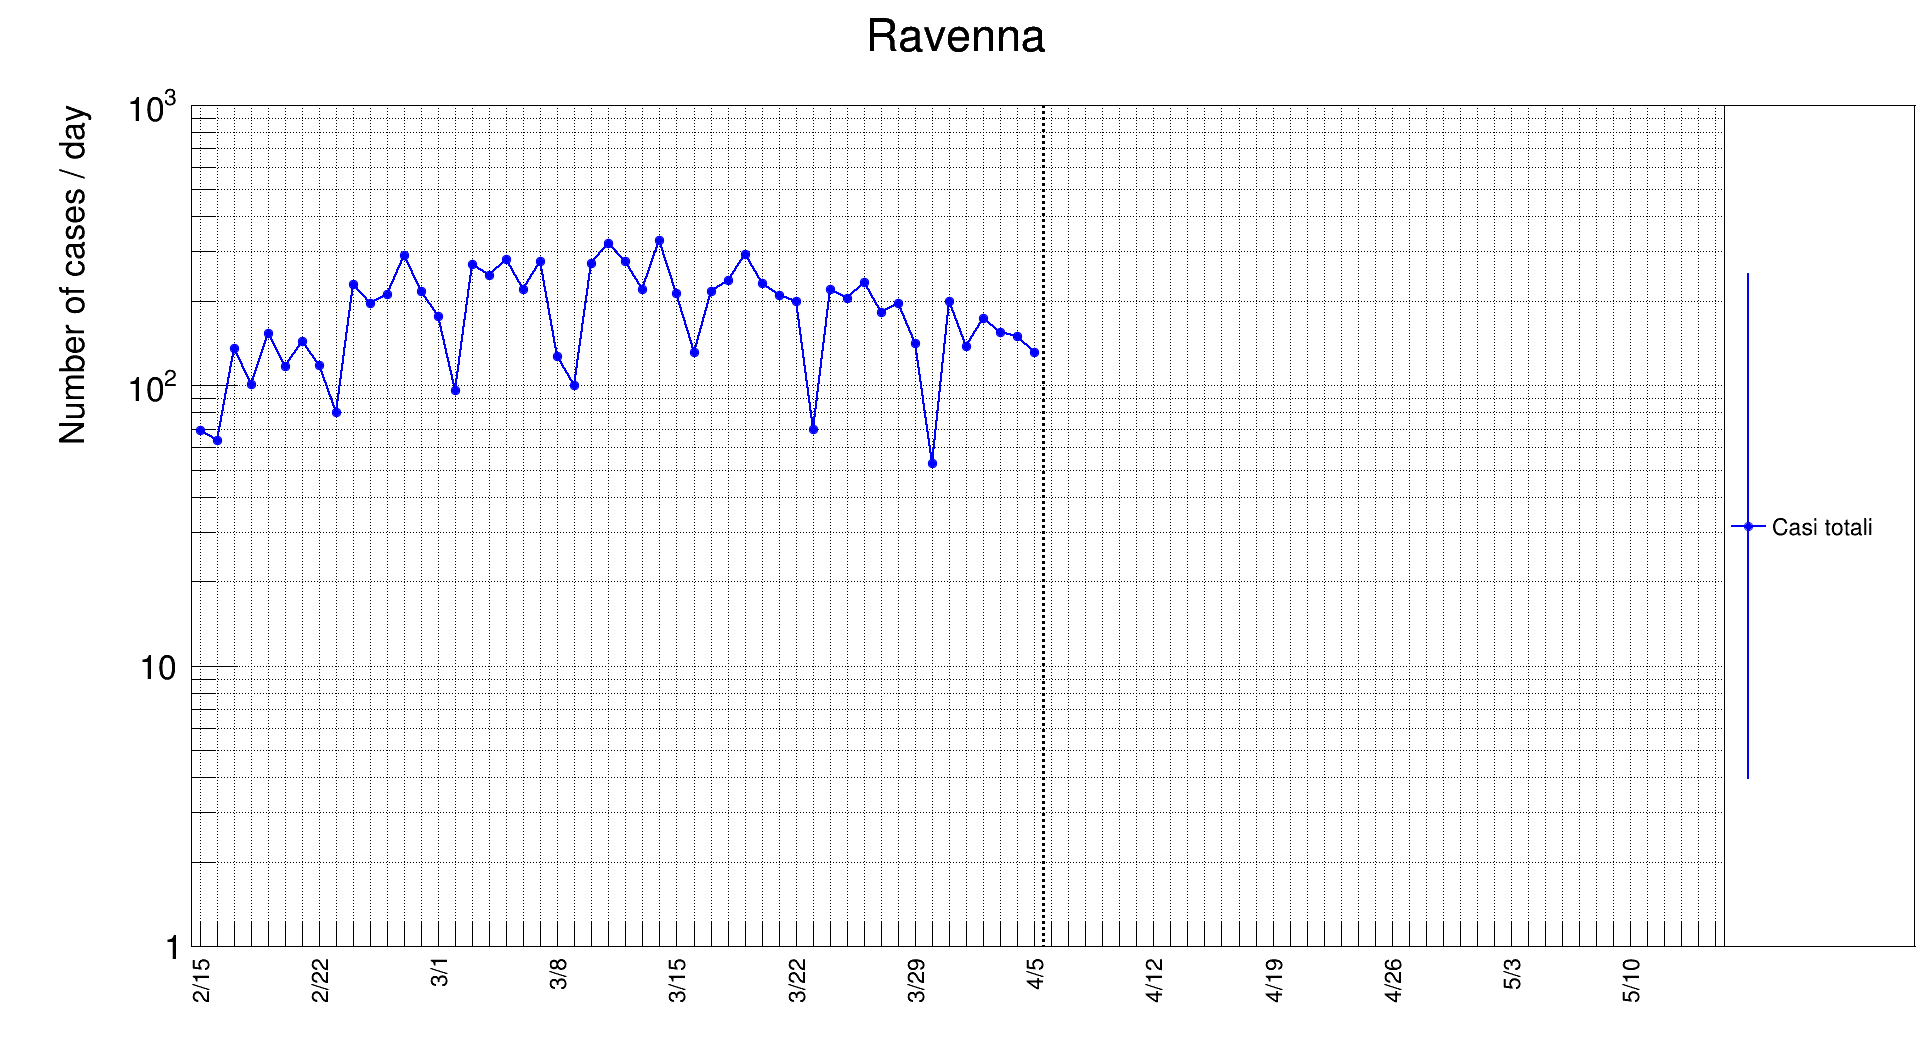 Ravenna
Number of cases / day
10³
10²
10
1
2/15 2/22 3/1 3/8 3/15 3/22 3/29 4/5 4/12 4/19 4/26 5/3 5/10
Casi totali